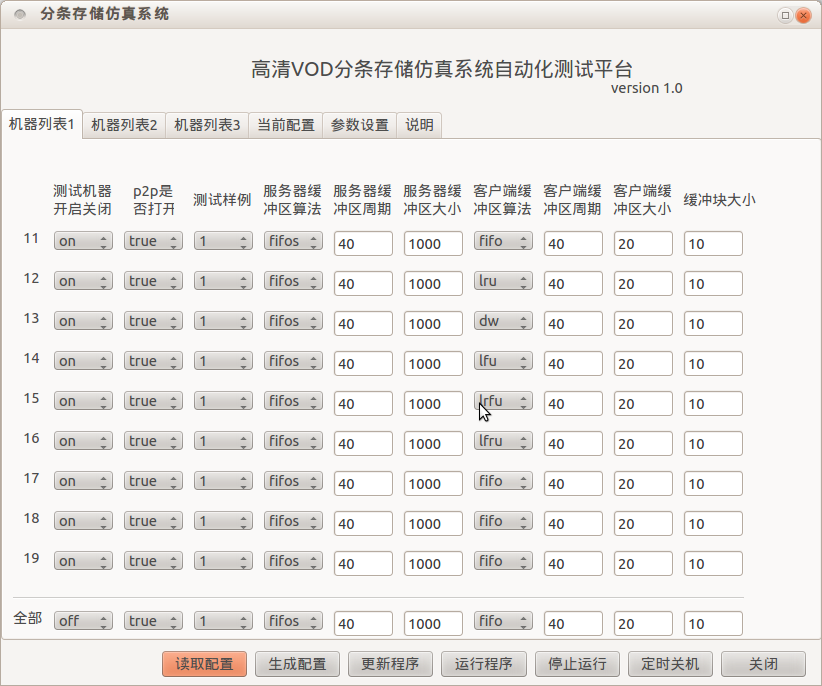 分条存储仿真系统
高清VOD分条存储仿真系统自动化测试平台
version 1.0
机器列表1 机器列表2 机器列表3 当前配置 参数设置 说明
测试机器 p2p是 测试样例 服务器缓 服务器缓 服务器缓 客户端缓 客户端缓 客户端缓 缓冲块大小
开启关闭 否打开 冲区算法 冲区周期 冲区大小 冲区算法 冲区周期 冲区大小
11 on true 1 fifos 40 1000 fifo 40 20 10
12 on true 1 fifos 40 1000 lru 40 20 10
13 on true 1 fifos 40 1000 dw 40 20 10
14 on true 1 fifos 40 1000 lfu 40 20 10
15 on true 1 fifos 40 1000 lrfu 40 20 10
16 on true 1 fifos 40 1000 lfru 40 20 10
17 on true 1 fifos 40 1000 fifo 40 20 10
18 on true 1 fifos 40 1000 fifo 40 20 10
19 on true 1 fifos 40 1000 fifo 40 20 10
全部 off true 1 fifos 40 1000 fifo 40 20 10
读取配置 生成配置 更新程序 运行程序 停止运行 定时关机 关闭